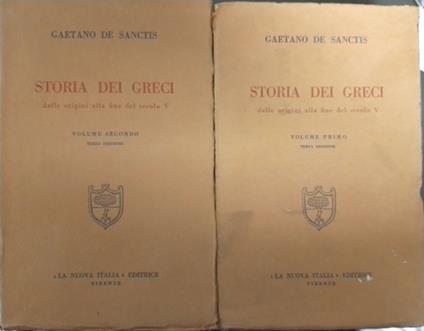 GAETANO DE SANCTIS
STORIA DEI GRECI
dalle origini alla fine del secolo V
VOLUME SECONDO
TERZA EDIZIONE
« LA NUOVA ITALIA » EDITRICE
FIRENZE
GAETANO DE SANCTIS
STORIA DEI GRECI
dalle origini alla fine del secolo V
VOLUME PRIMO
TERZA EDIZIONE
« LA NUOVA ITALIA » EDITRICE
FIRENZE